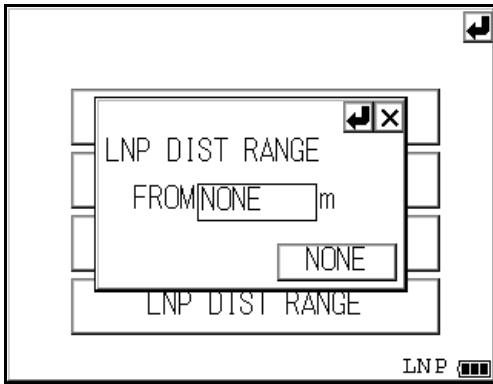 LNP DIST RANGE
FROM NONE m
NONE
LNP DIST RANGE
LNP